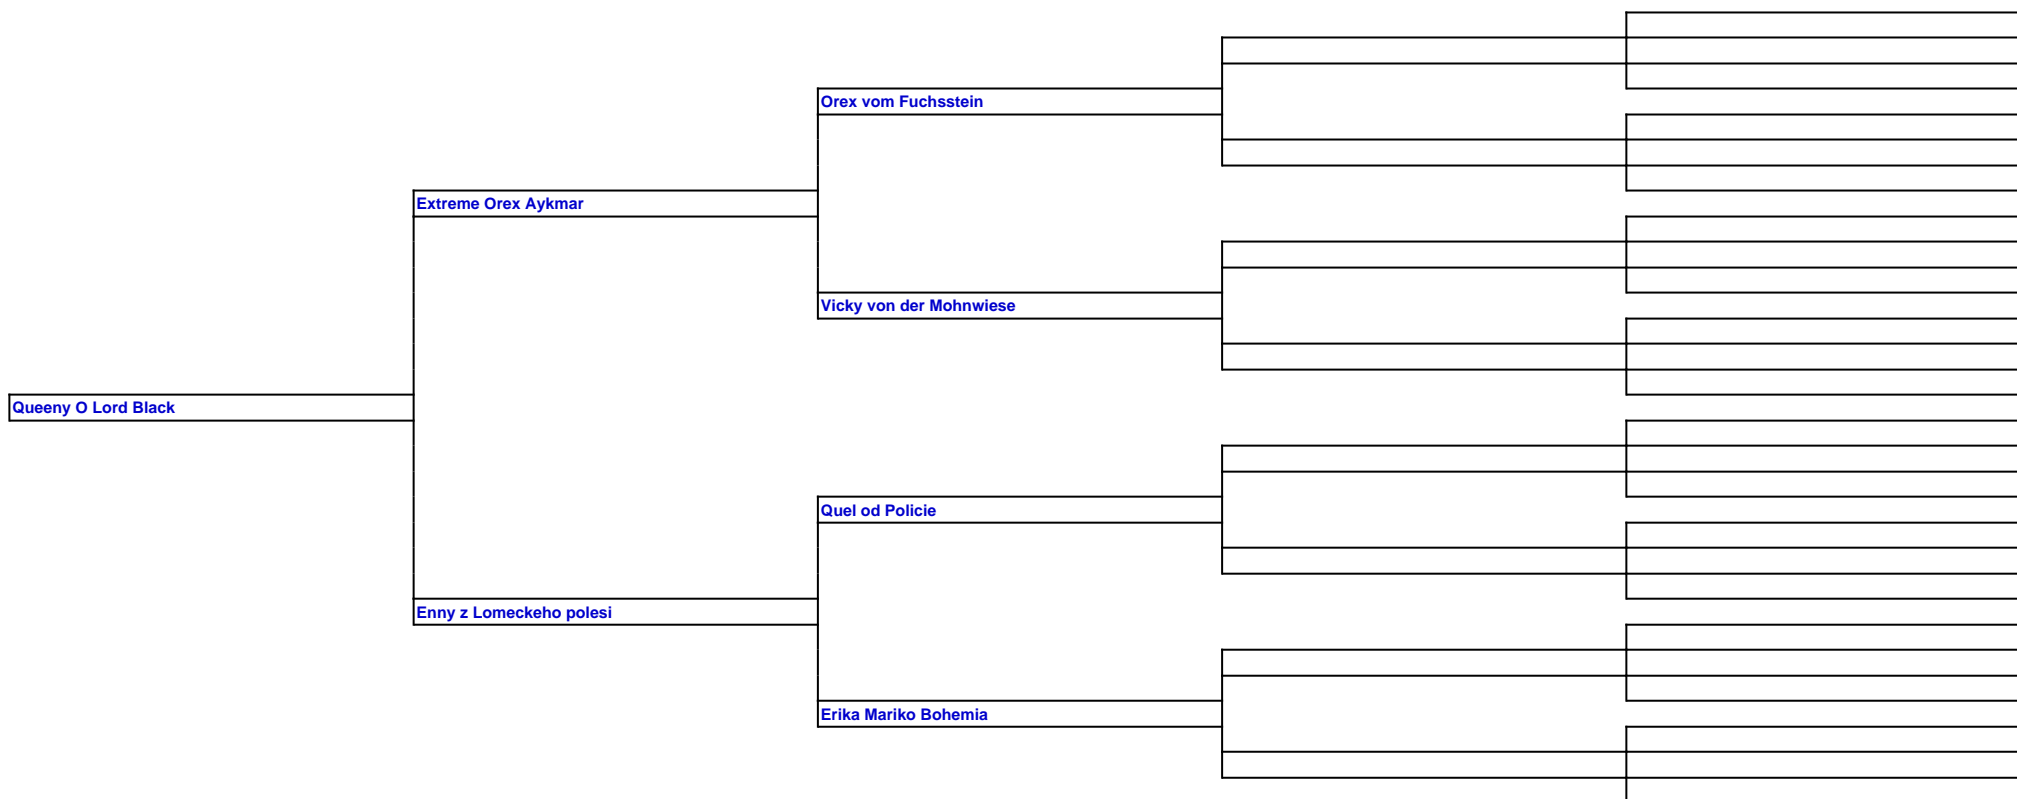 Orex vom Fuchsstein
Extreme Orex Aykmar
Vicky von der Mohnwiese
Queeny O Lord Black
Quel od Policie
Enny z Lomeckeho polesi
Erika Mariko Bohemia